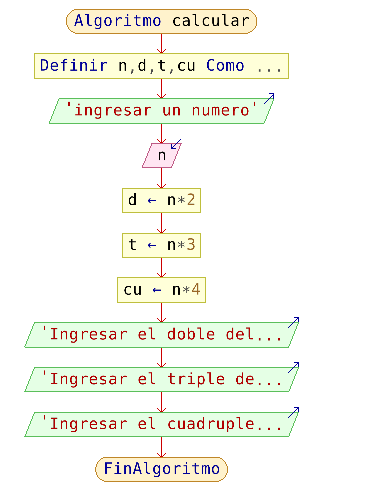 Algoritmo calcular
Definir n,d,t,cu Como ...
'ingresar un numero'
n
d ← n*2
t ← n*3
cu ← n*4
'Ingresar el doble del...
'Ingresar el triple de...
'Ingresar el cuadruple...
FinAlgoritmo